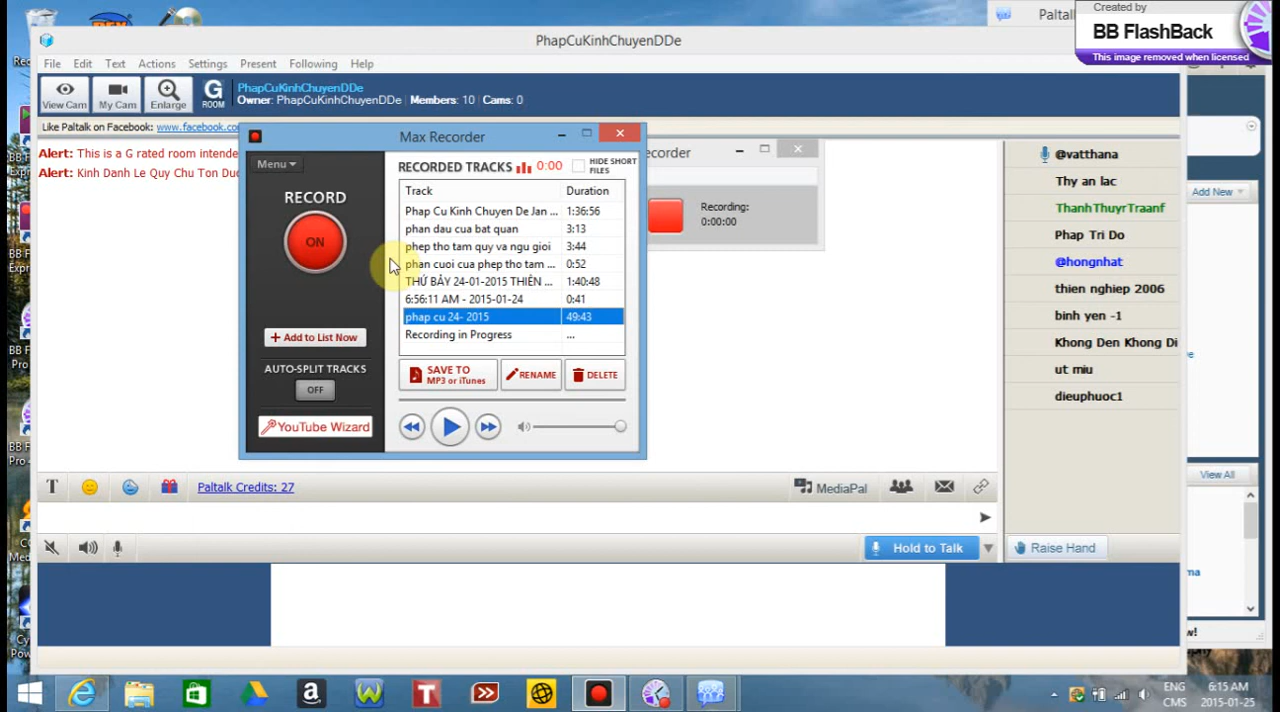 Paltalk
Created by
BB FlashBack
This image removed when licensed
PhapCuKinhChuyenDDe
File Edit Text Actions Settings Present Following Help
View Cam
My Cam
Enlarge
G
ROOM
PhapCuKinhChuyenDDe
Owner: PhapCuKinhChuyenDDe Members: 10 Cams: 0
Like Paltalk on Facebook: www.facebook.co
Alert: This is a G rated room intende
Alert: Kinh Danh Le Quy Chu Ton Duc
Max Recorder
Menu
RECORD
ON
+ Add to List Now
AUTO-SPLIT TRACKS
OFF
YouTube Wizard
RECORDED TRACKS 0:00 HIDE SHORT FILES
Track Duration
Phap Cu Kinh Chuyen De Jan ... 1:36:56
phan dau cua bat quan 3:13
phep tho tam quy va ngu gioi 3:44
phan cuoi cua phep tho tam ... 0:52
THỨ BẢY 24-01-2015 THIÊN ... 1:40:48
6:56:11 AM - 2015-01-24 0:41
phap cu 24- 2015 49:43
Recording in Progress ...
SAVE TO
MP3 or iTunes
RENAME
DELETE
ecorder
Recording:
0:00:00
@vatthana
Thy an lac
ThanhThuyrTraanf
Phap Tri Do
@hongnhat
thien nghiep 2006
binh yen -1
Khong Den Khong Di
ut miu
dieuphuoc1
Add New
View All
ma
w!
T
Paltalk Credits: 27
MediaPal
Hold to Talk
Raise Hand
ENG
CMS
6:15 AM
2015-01-25